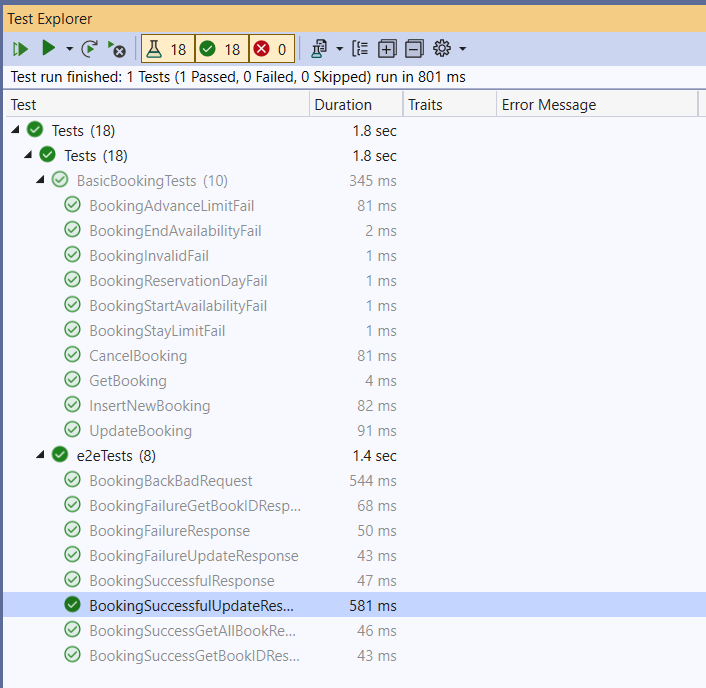 Test Explorer
18 18 0
Test run finished: 1 Tests (1 Passed, 0 Failed, 0 Skipped) run in 801 ms
Test Duration Traits Error Message
Tests (18) 1.8 sec
Tests (18) 1.8 sec
BasicBookingTests (10) 345 ms
BookingAdvanceLimitFail 81 ms
BookingEndAvailabilityFail 2 ms
BookingInvalidFail 1 ms
BookingReservationDayFail 1 ms
BookingStartAvailabilityFail 1 ms
BookingStayLimitFail 1 ms
CancelBooking 81 ms
GetBooking 4 ms
InsertNewBooking 82 ms
UpdateBooking 91 ms
e2eTests (8) 1.4 sec
BookingBackBadRequest 544 ms
BookingFailureGetBookIDResp... 68 ms
BookingFailureResponse 50 ms
BookingFailureUpdateResponse 43 ms
BookingSuccessfulResponse 47 ms
BookingSuccessfulUpdateRes... 581 ms
BookingSuccessGetAllBookRe... 46 ms
BookingSuccessGetBookIDRes... 43 ms